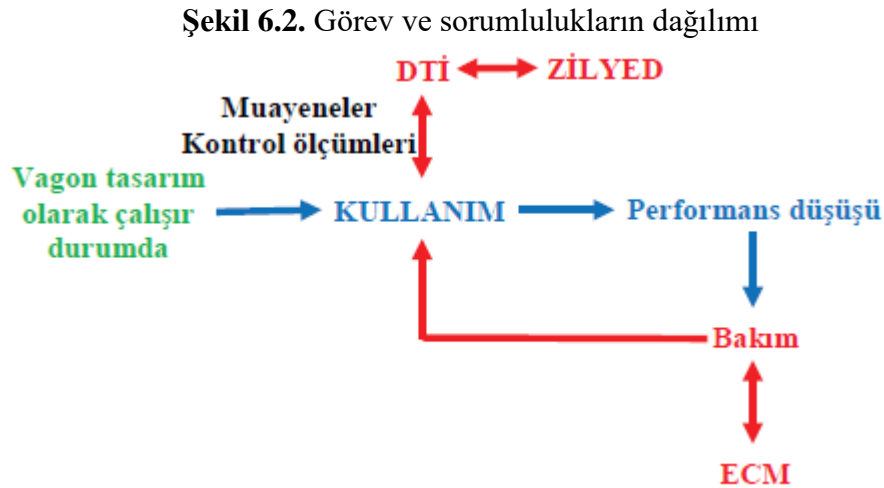 Şekil 6.2. Görev ve sorumlulukların dağılımı
DTİ ZİLYED
Muayeneler
Kontrol ölçümleri
Vagon tasarım
olarak çalışır
durumda
KULLANIM
Performans düşüşü
Bakım
ECM